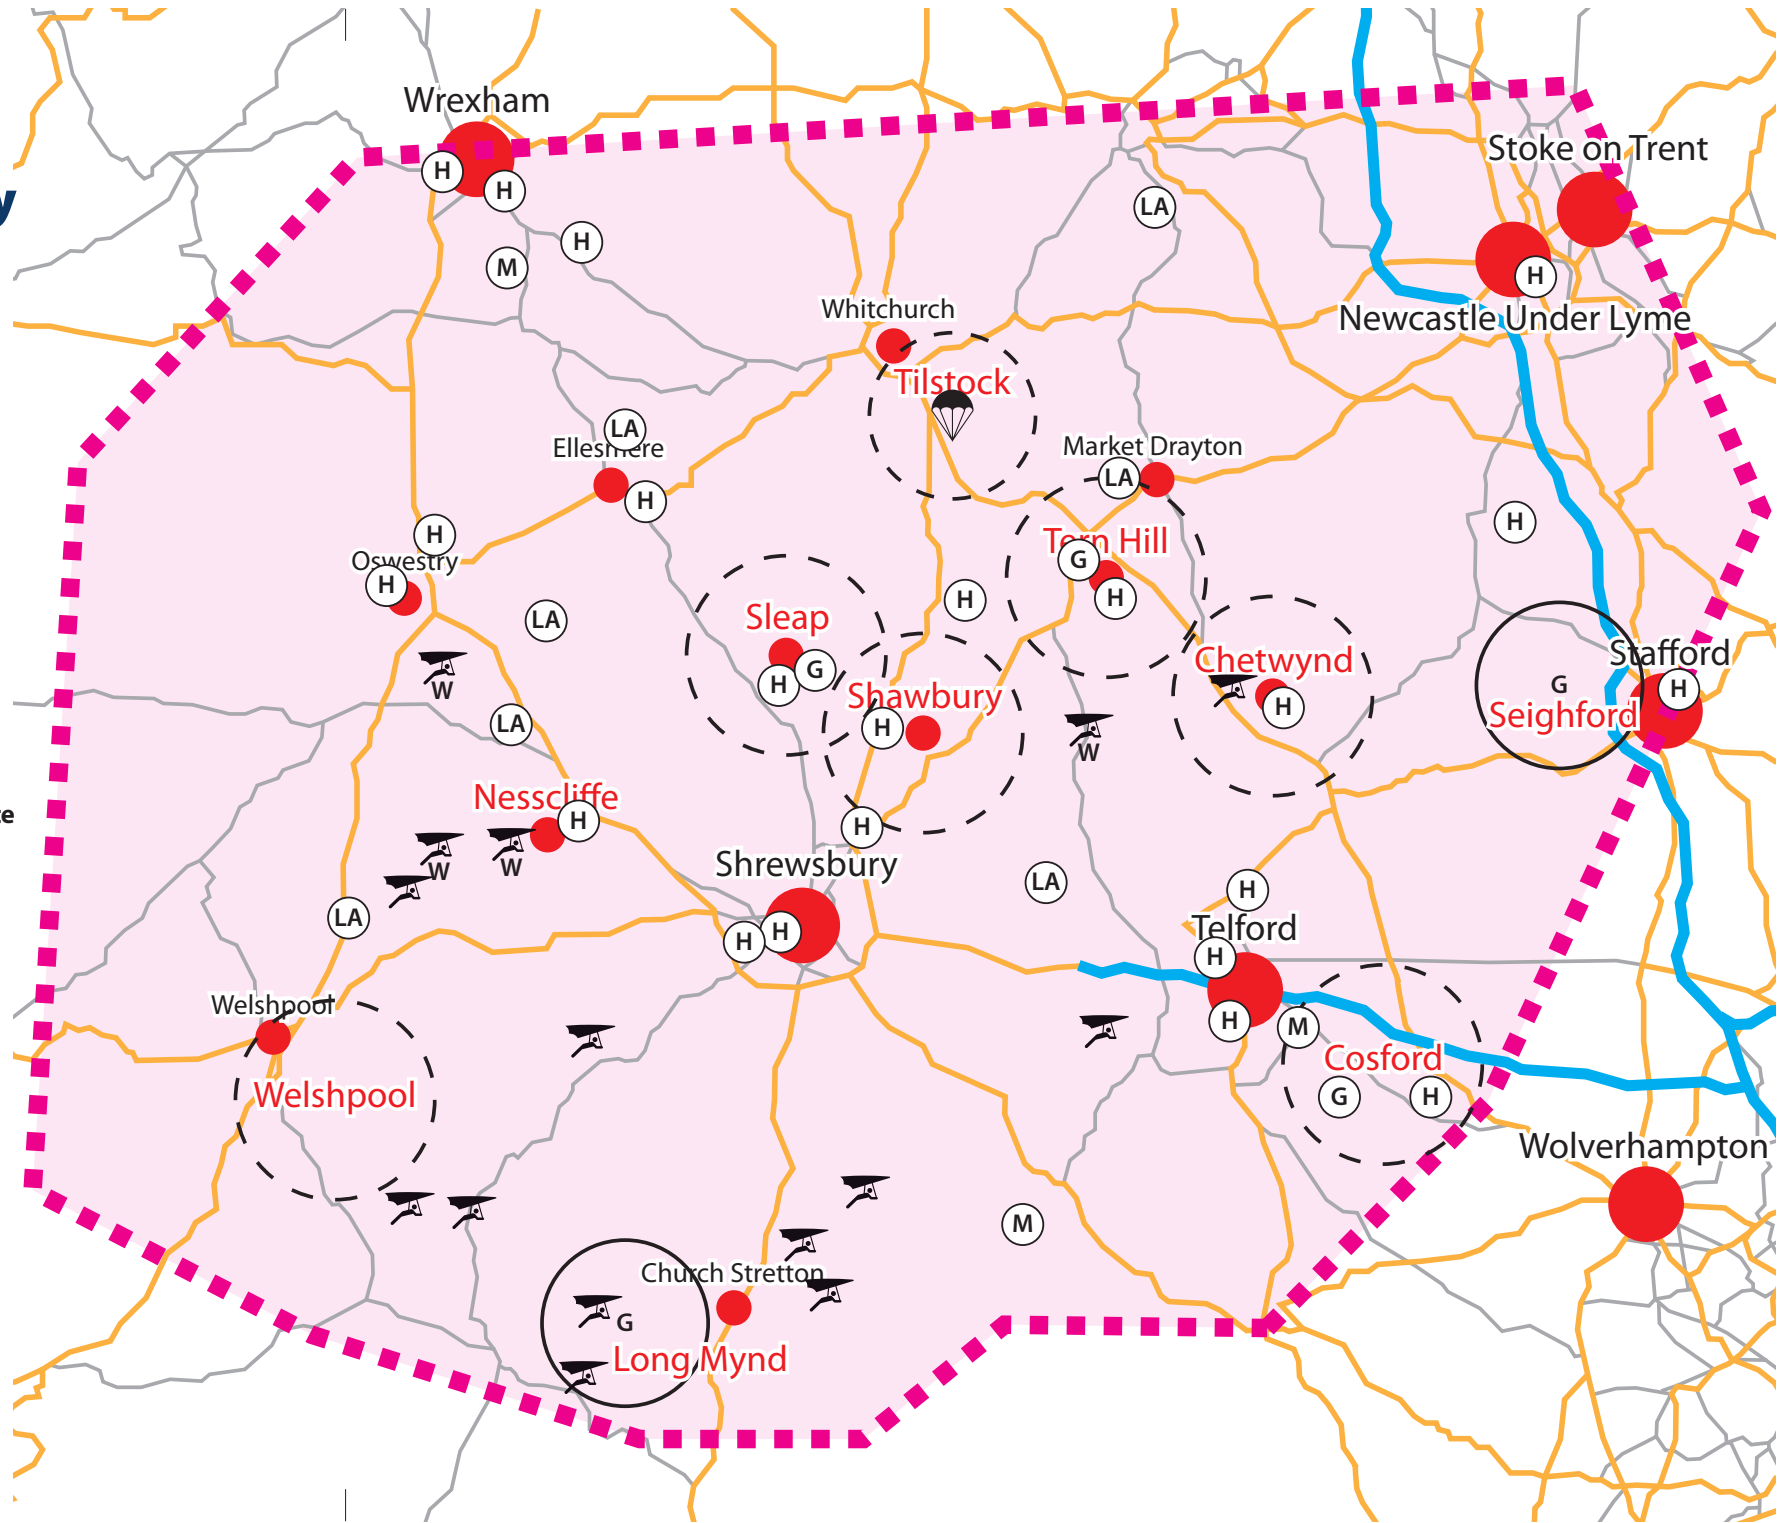 Wrexham
Stoke on Trent
H
H
LA
y
H
M
H
Whitchurch
Newcastle Under Lyme
Tilstock
LA
Ellesmere
Market Drayton
LA
H
H
H
Oswestry
H
Tern Hill
G
H
H
LA
Sleap
G
H
Stafford
H
W
Chetwynd
H
G
Seighford
Shawbury
H
LA
W
Nesscliffe
H
H
W
W
Shrewsbury
LA
H
LA
H
H
Telford
H
Welshpool
H
M
Cosford
G
H
Welshpool
Wolverhampton
M
Church Stretton
G
Long Mynd